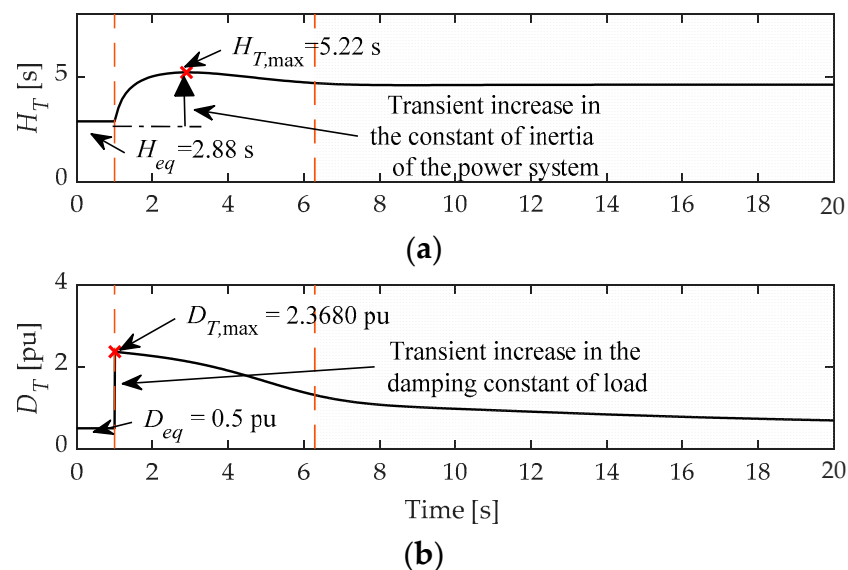 H_T,max=5.22 s
5
H_T [s]
Transient increase in
the constant of inertia
of the power system
H_eq=2.88 s
0
0 2 4 6 8 10 12 14 16 18 20
(a)
4
D_T,max = 2.3680 pu
D_T [pu]
2
Transient increase in the
damping constant of load
D_eq = 0.5 pu
0
0 2 4 6 8 10 12 14 16 18 20
Time [s]
(b)